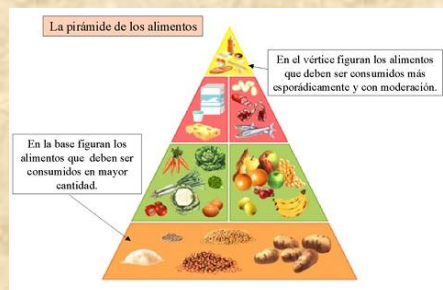 La pirámide de los alimentos
En el vértice figuran los alimentos
que deben ser consumidos más
esporádicamente y con moderación.
En la base figuran los
alimentos que deben ser
consumidos en mayor
cantidad.